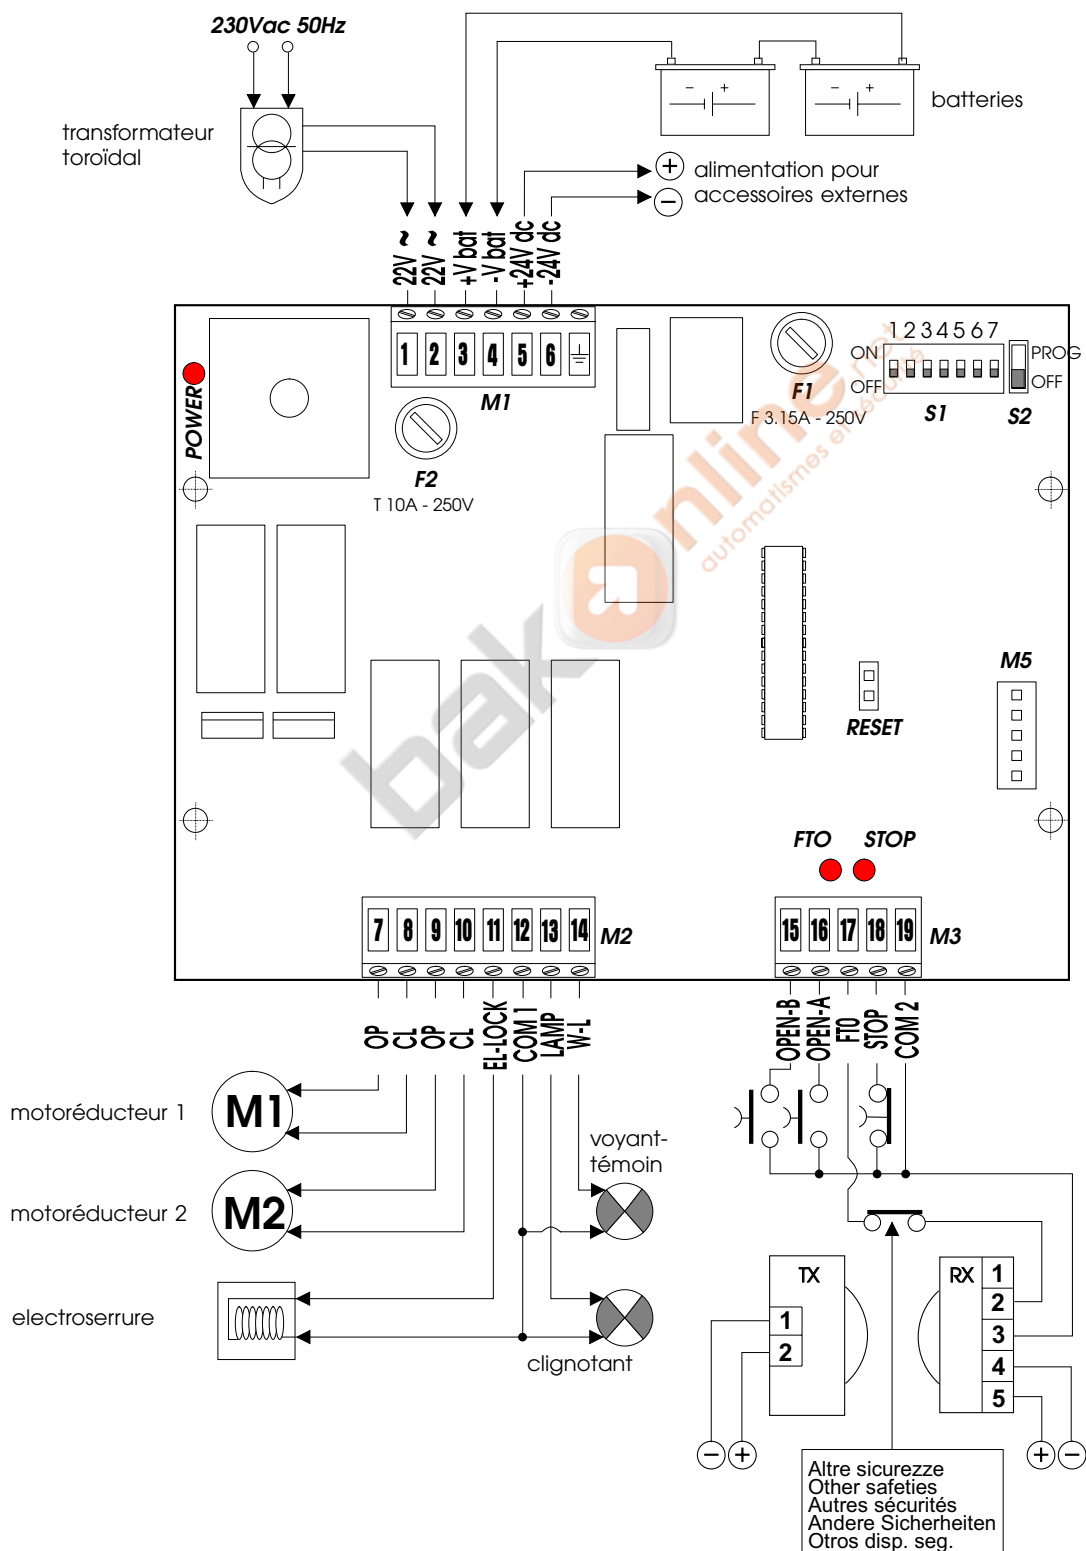 230Vac 50Hz
transformateur
toroïdal
batteries
- +
- +
+ alimentation pour
- accessoires externes
22V ~
22V ~
+V bat
-V bat
+24V dc
-24V dc
1 2 3 4 5 6
M1
POWER
F2
T 10A - 250V
F1
F 3.15A - 250V
1 2 3 4 5 6 7
ON
OFF
S1
PROG
OFF
S2
bak online.net
automatismes et sécurité
RESET
M5
FTO STOP
7 8 9 10 11 12 13 14 M2
15 16 17 18 19 M3
OP
CL
OP
CL
EL-LOCK
COM 1
LAMP
W-L
OPEN-B
OPEN-A
FTO
STOP
COM 2
motoréducteur 1
M1
motoréducteur 2
M2
electroserrure
voyant-
témoin
clignotant
TX
1
2
- +
RX
1
2
3
4
5
+ -
Altre sicurezze
Other safeties
Autres sécurités
Andere Sicherheiten
Otros disp. seg.